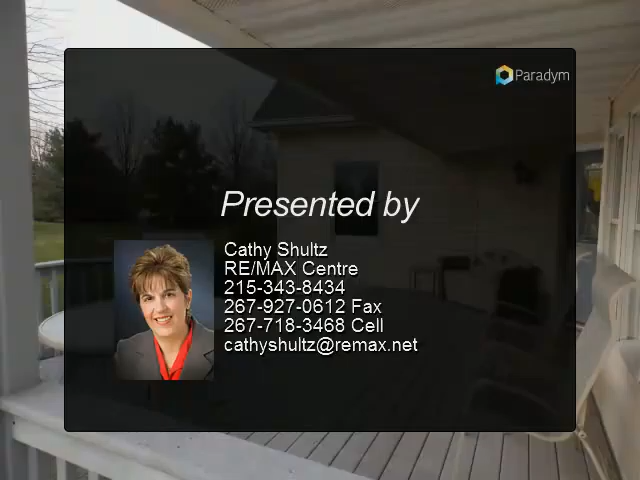 Paradym
Presented by
Cathy Shultz
RE/MAX Centre
215-343-8434
267-927-0612 Fax
267-718-3468 Cell
cathyshultz@remax.net